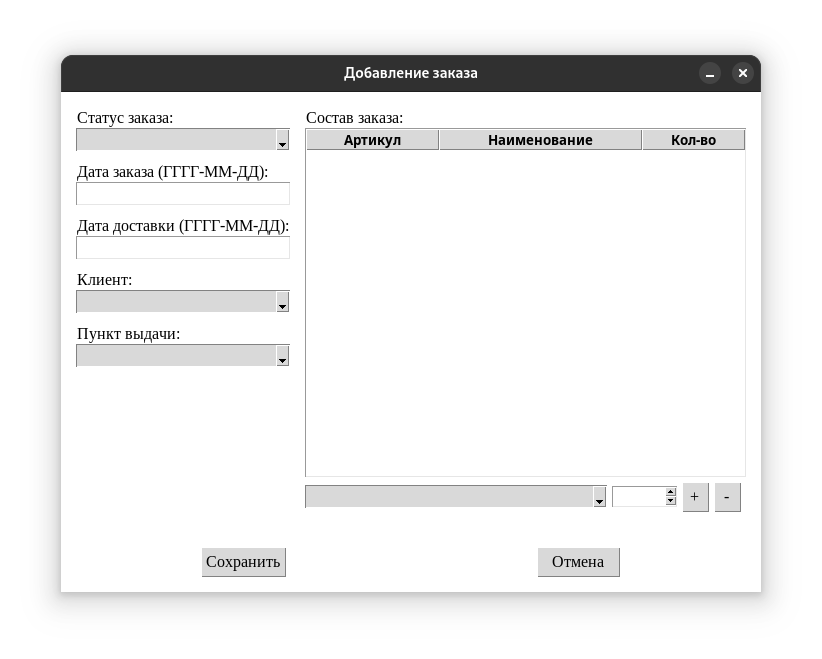 Добавление заказа
Статус заказа:
Дата заказа (ГГГГ-ММ-ДД):
Дата доставки (ГГГГ-ММ-ДД):
Клиент:
Пункт выдачи:
Состав заказа:
Артикул Наименование Кол-во
+ -
Сохранить Отмена